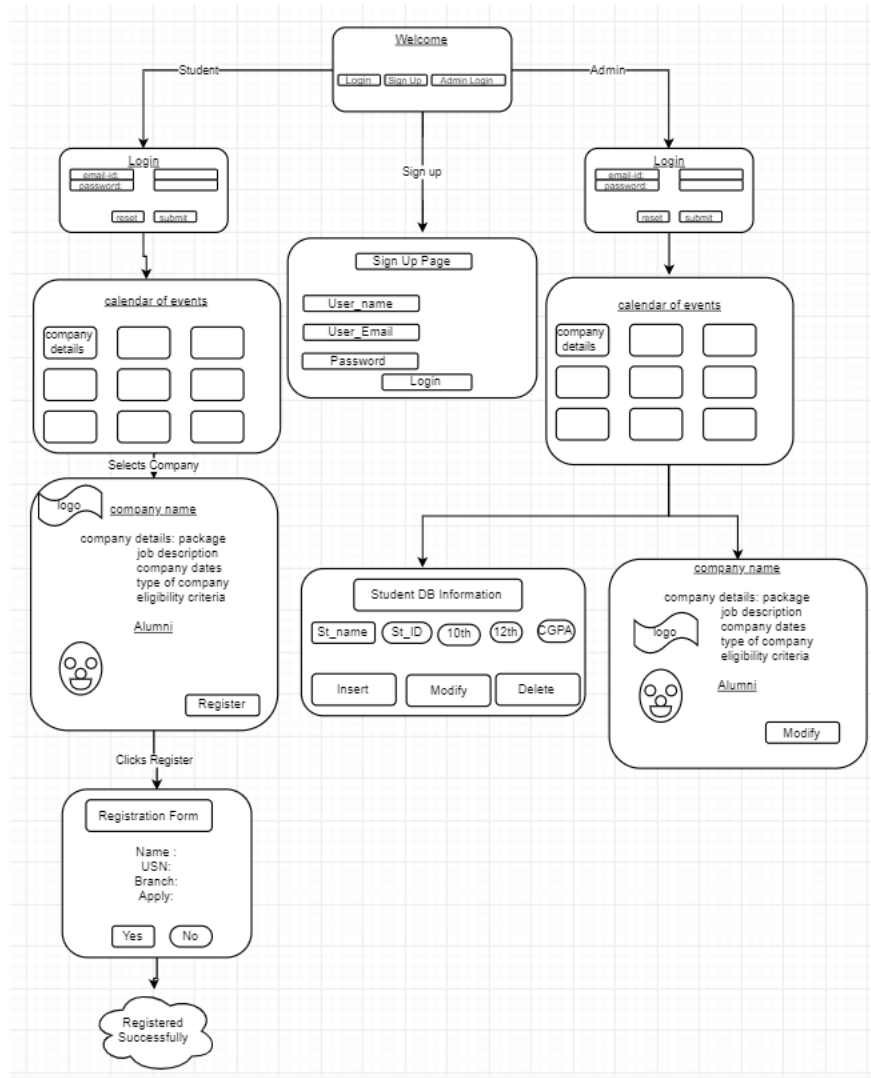 Welcome
Login Sign Up Admin Login
Student
Admin
Login
email-id:
password:
reset submit
Sign up
Login
email-id:
password:
reset submit
Sign Up Page
User_name
User_Email
Password
Login
calendar of events
company
details
calendar of events
company
details
Selects Company
logo
company name
company details: package
job description
company dates
type of company
eligibility criteria
Alumni
Register
Student DB Information
St_name St_ID 10th 12th CGPA
Insert Modify Delete
company name
company details: package
job description
company dates
type of company
eligibility criteria
logo
Alumni
Modify
Clicks Register
Registration Form
Name :
USN:
Branch:
Apply:
Yes No
Registered
Successfully